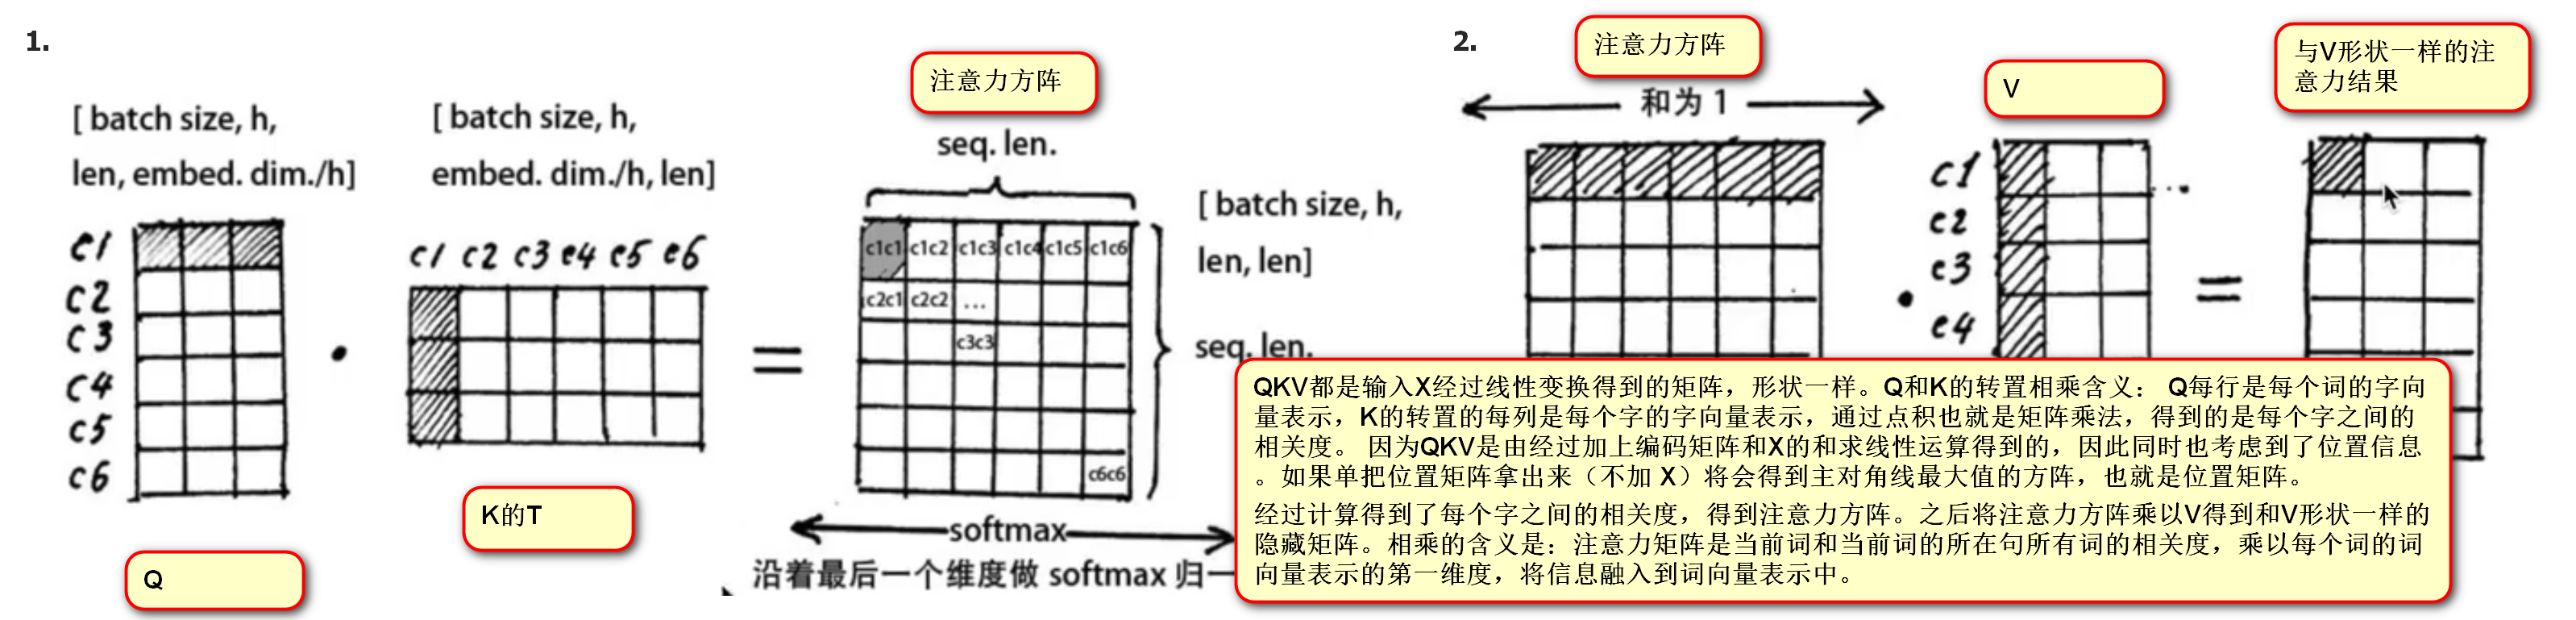 1.
[ batch size, h,
len, embed. dim./h]
c1
c2
c3
c4
c5
c6
Q
[ batch size, h,
embed. dim./h, len]
c1 c2 c3 c4 c5 c6
K的T
注意力方阵
seq. len.
c1c1 c1c2 c1c3 c1c4 c1c5 c1c6
c2c1 c2c2 ...
c3c3
c6c6
[ batch size, h,
len, len]
seq. len.
softmax
沿着最后一个维度做 softmax 归一
2.
注意力方阵
和为 1
V
c1
c2
c3
c4
...
与V形状一样的注
意力结果
QKV都是输入X经过线性变换得到的矩阵，形状一样。Q和K的转置相乘含义： Q每行是每个词的字向
量表示，K的转置的每列是每个字的字向量表示，通过点积也就是矩阵乘法，得到的是每个字之间的
相关度。 因为QKV是由经过加上编码矩阵和X的和求线性运算得到的，因此同时也考虑到了位置信息
。如果单把位置矩阵拿出来（不加 X）将会得到主对角线最大值的方阵，也就是位置矩阵。
经过计算得到了每个字之间的相关度，得到注意力方阵。之后将注意力方阵乘以V得到和V形状一样的
隐藏矩阵。相乘的含义是：注意力矩阵是当前词和当前词的所在句所有词的相关度，乘以每个词的词
向量表示的第一维度，将信息融入到词向量表示中。